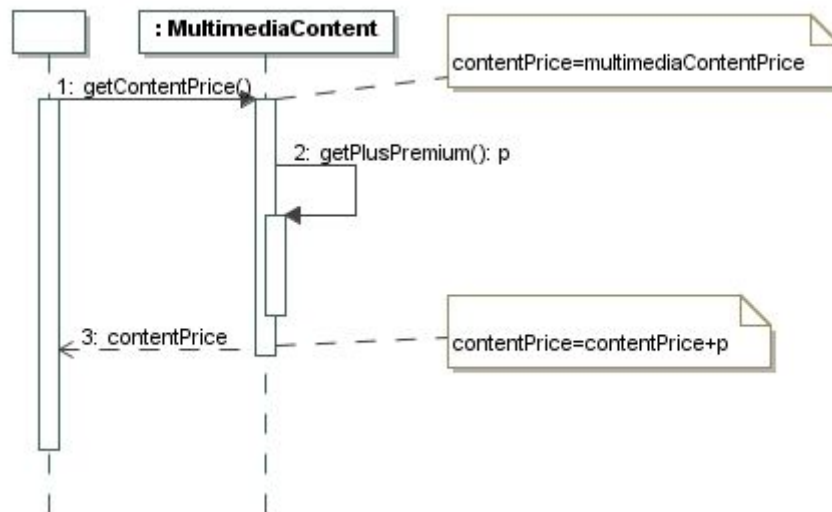 : MultimediaContent
contentPrice=multimediaContentPrice
1: getContentPrice()
2: getPlusPremium(): p
3: contentPrice
contentPrice=contentPrice+p